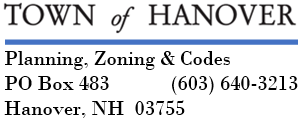 TOWN of HANOVER
Planning, Zoning & Codes
PO Box 483 (603) 640-3213
Hanover, NH 03755